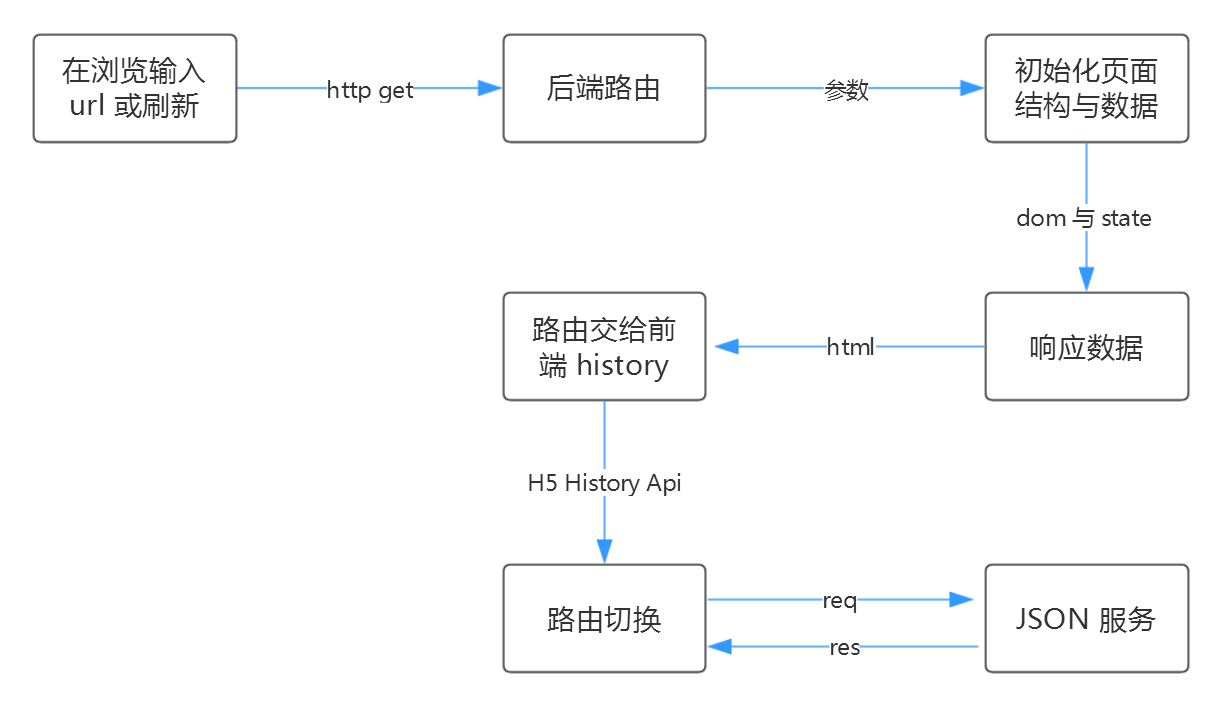 在浏览输入
url 或刷新
http get
后端路由
参数
初始化页面
结构与数据
dom 与 state
路由交给前
端 history
html
响应数据
H5 History Api
路由切换
req
res
JSON 服务